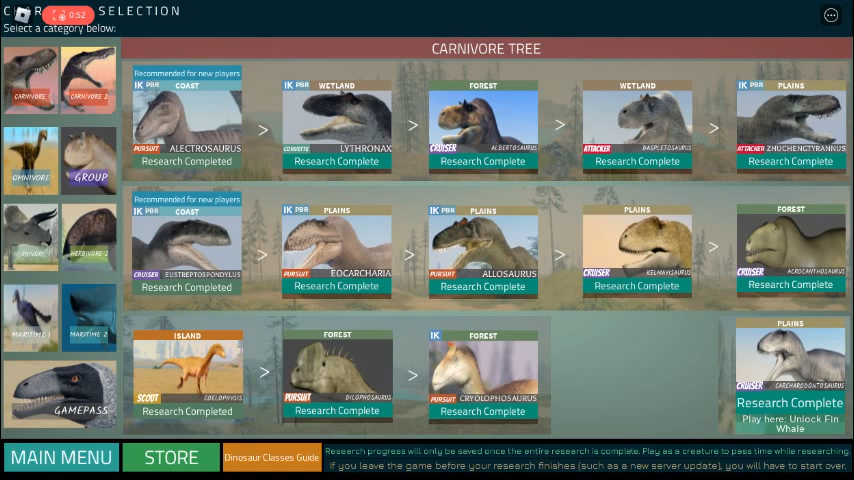 SELECTION
0:52
Select a category below:
CARNIVORE TREE
CARNIVORE 1
CARNIVORE 2
OMNIVORE
GROUP
HERBIVORE
HERBIVORE 2
MARITIME 1
MARITIME 2
GAMEPASS
Recommended for new players
IK PBR
COAST
PURSUIT
ALECTROSAURUS
Research Completed
>
IK PBR
WETLAND
CORVETTE
LYTHRONAX
Research Complete
>
FOREST
CRUISER
ALBERTOSAURUS
Research Complete
>
WETLAND
ATTACKER
DASPLETOSAURUS
Research Complete
>
IK PBR
PLAINS
ATTACKER
ZHUCHENGTYRANNUS
Research Complete
Recommended for new players
IK PBR
COAST
CRUISER
EUSTREPTOSPONDYLUS
Research Completed
>
IK PBR
PLAINS
PURSUIT
EOCARCHARIA
Research Complete
>
IK PBR
PLAINS
PURSUIT
ALLOSAURUS
Research Complete
>
PLAINS
CRUISER
KELMAYISAURUS
Research Complete
>
FOREST
CRUISER
ACROCANTHOSAURUS
Research Complete
ISLAND
SCOUT
COELOPHYSIS
Research Completed
>
FOREST
PURSUIT
DYLOPHOSAURUS
Research Complete
>
IK
FOREST
PURSUIT
CRYOLOPHOSAURUS
Research Complete
PLAINS
CRUISER
CARCHARODONTOSAURUS
Research Complete
Play here: Unlock Fin
Whale
MAIN MENU
STORE
Dinosaur Classes Guide
Research progress will only be saved once the entire research is complete. Play as a creature to pass time while researching.
If you leave the game before your research finishes (such as a new server update), you will have to start over.